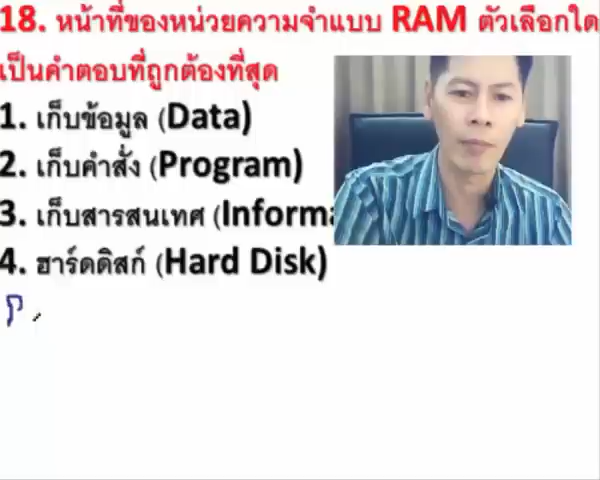 18. หน้าที่ของหน่วยความจำแบบ RAM ตัวเลือกใด
เป็นคำตอบที่ถูกต้องที่สุด
1. เก็บข้อมูล (Data)
2. เก็บคำสั่ง (Program)
3. เก็บสารสนเทศ (Informa
4. ฮาร์ดดิสก์ (Hard Disk)